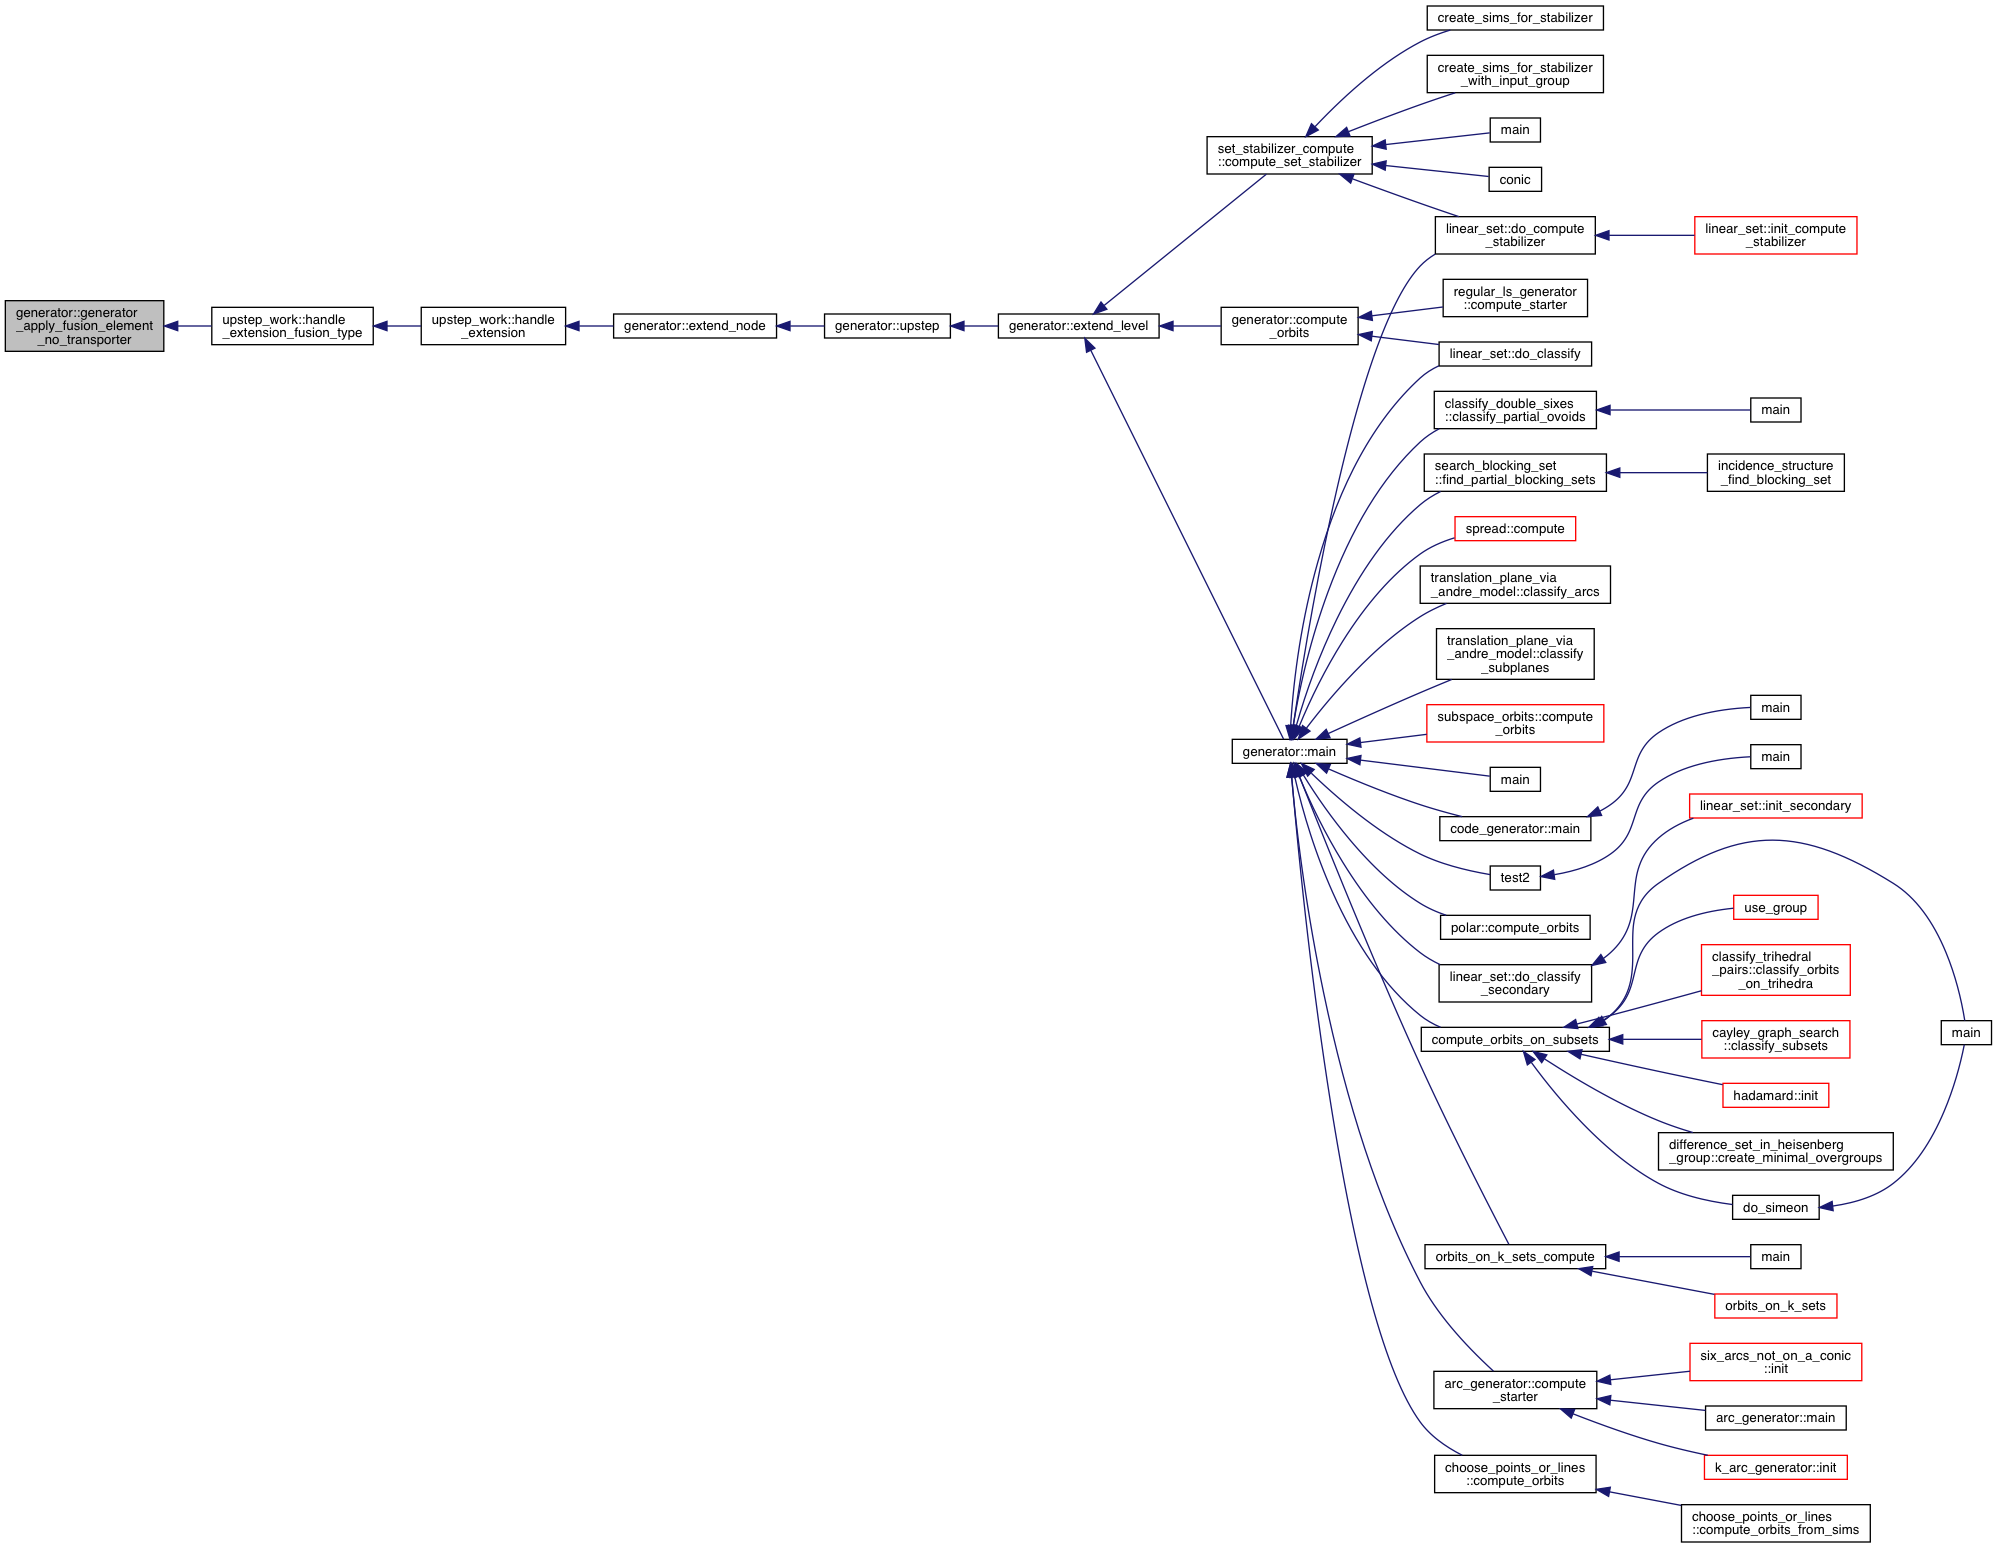 create_sims_for_stabilizer
create_sims_for_stabilizer
_with_input_group
main
set_stabilizer_compute
::compute_set_stabilizer
conic
linear_set::do_compute
_stabilizer
linear_set::init_compute
_stabilizer
generator::generator
_apply_fusion_element
_no_transporter
upstep_work::handle
_extension_fusion_type
upstep_work::handle
_extension
generator::extend_node
generator::upstep
generator::extend_level
generator::compute
_orbits
regular_ls_generator
::compute_starter
linear_set::do_classify
classify_double_sixes
::classify_partial_ovoids
main
search_blocking_set
::find_partial_blocking_sets
incidence_structure
_find_blocking_set
spread::compute
translation_plane_via
_andre_model::classify_arcs
translation_plane_via
_andre_model::classify
_subplanes
subspace_orbits::compute
_orbits
main
generator::main
main
main
linear_set::init_secondary
code_generator::main
test2
use_group
polar::compute_orbits
linear_set::do_classify
_secondary
classify_trihedral
_pairs::classify_orbits
_on_trihedra
main
compute_orbits_on_subsets
cayley_graph_search
::classify_subsets
hadamard::init
difference_set_in_heisenberg
_group::create_minimal_overgroups
do_simeon
orbits_on_k_sets_compute
main
orbits_on_k_sets
six_arcs_not_on_a_conic
::init
arc_generator::compute
_starter
arc_generator::main
k_arc_generator::init
choose_points_or_lines
::compute_orbits
choose_points_or_lines
::compute_orbits_from_sims